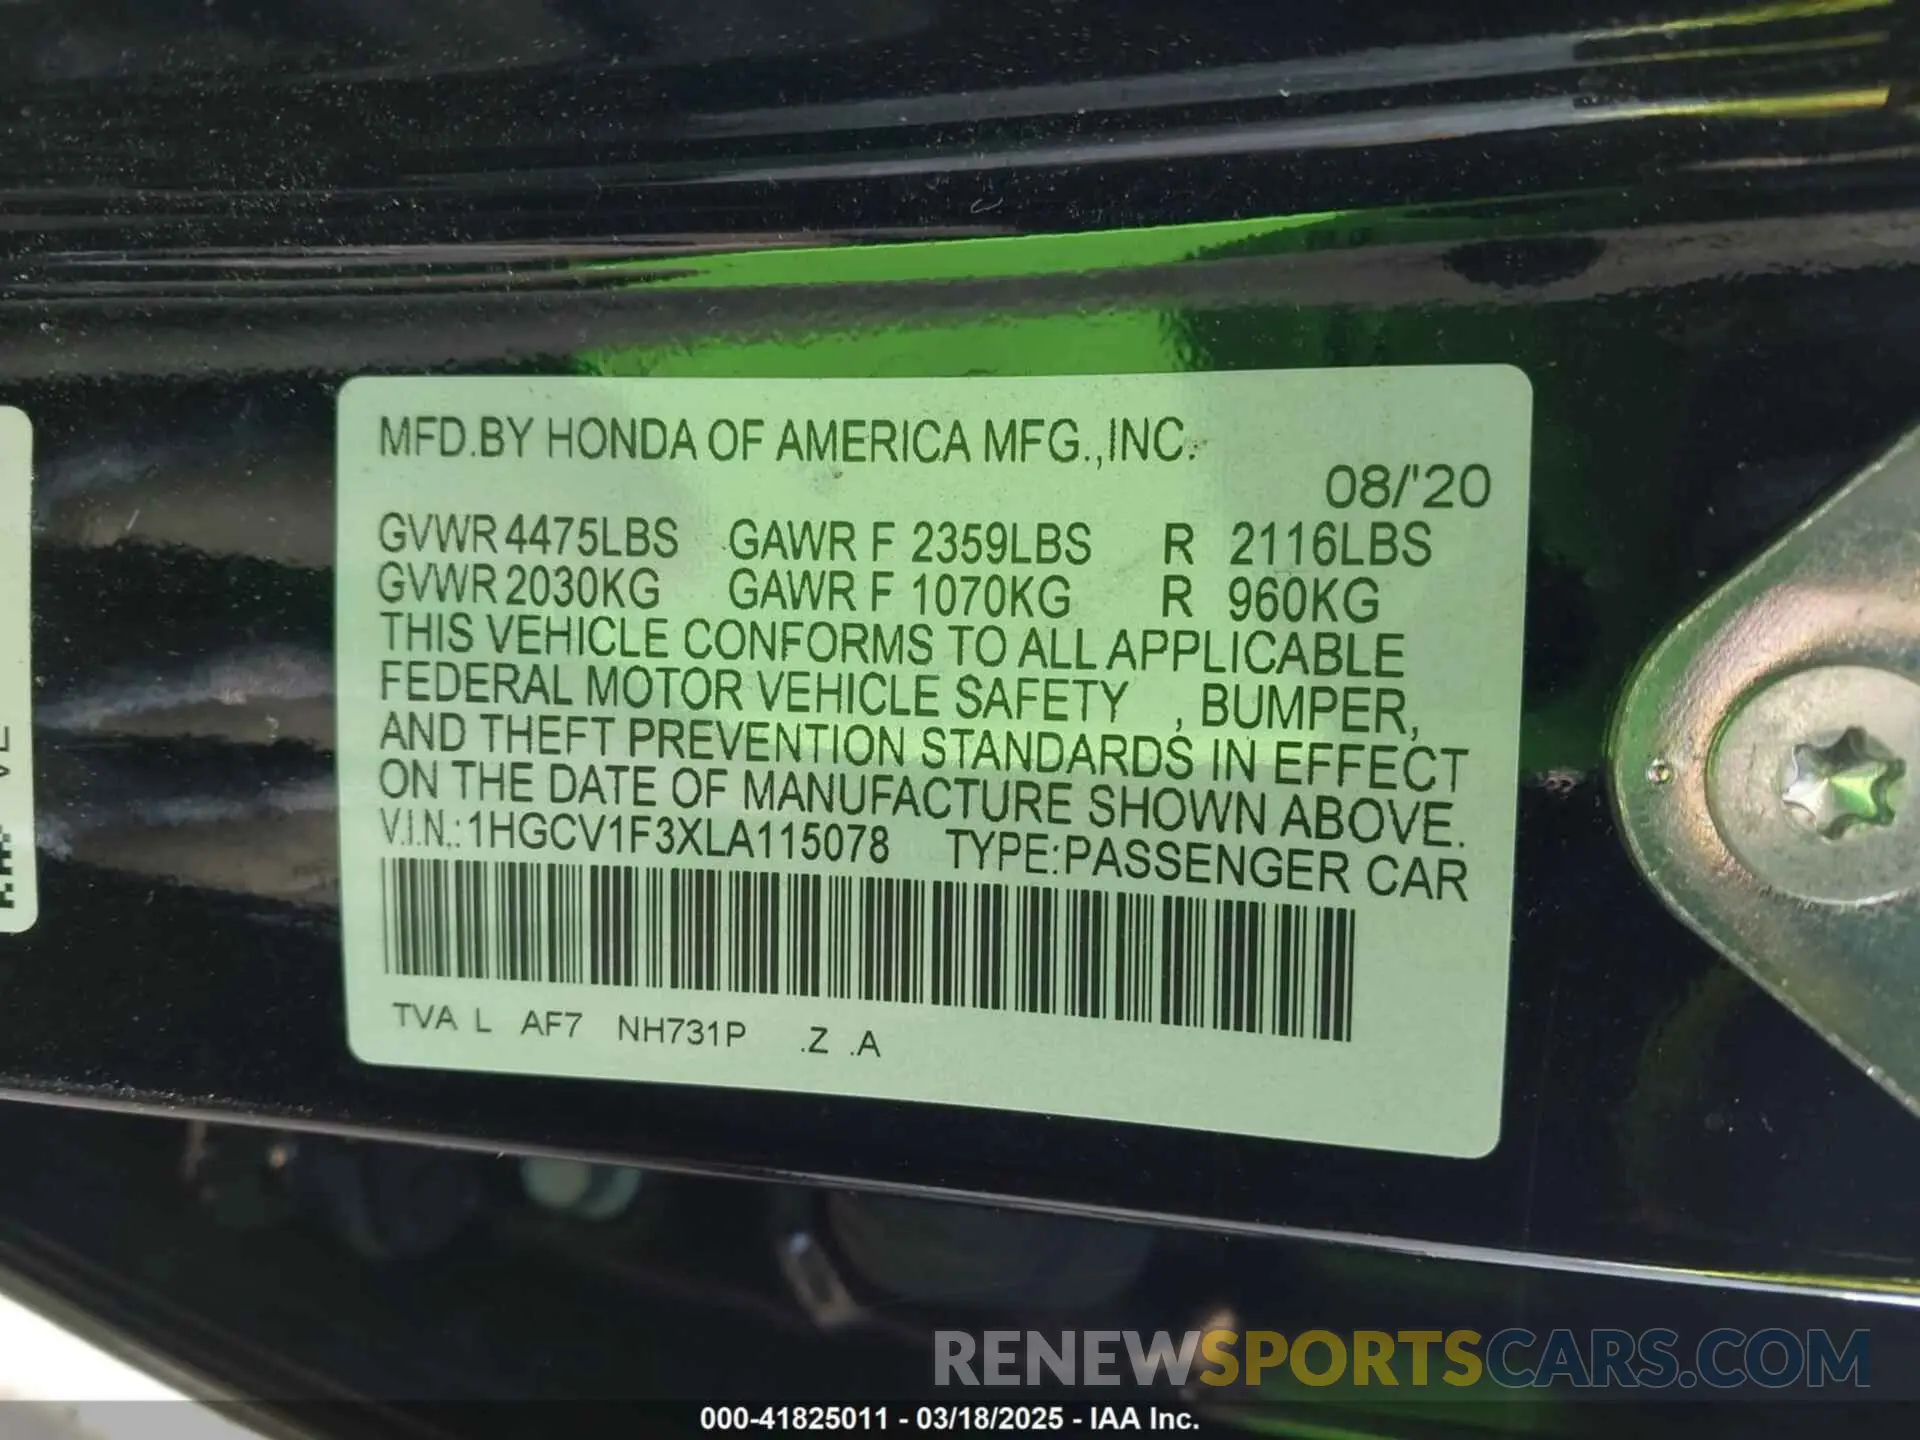 MFD.BY HONDA OF AMERICA MFG.,INC.
08/'20
GVWR 4475LBS GAWR F 2359LBS R 2116LBS
GVWR 2030KG GAWR F 1070KG R 960KG
THIS VEHICLE CONFORMS TO ALL APPLICABLE
FEDERAL MOTOR VEHICLE SAFETY , BUMPER,
AND THEFT PREVENTION STANDARDS IN EFFECT
ON THE DATE OF MANUFACTURE SHOWN ABOVE.
V.I.N.:1HGCV1F3XLA115078 TYPE:PASSENGER CAR
TVA L AF7 NH731P .Z .A
RENEWSPORTSCARS.COM
000-41825011 - 03/18/2025 - IAA Inc.